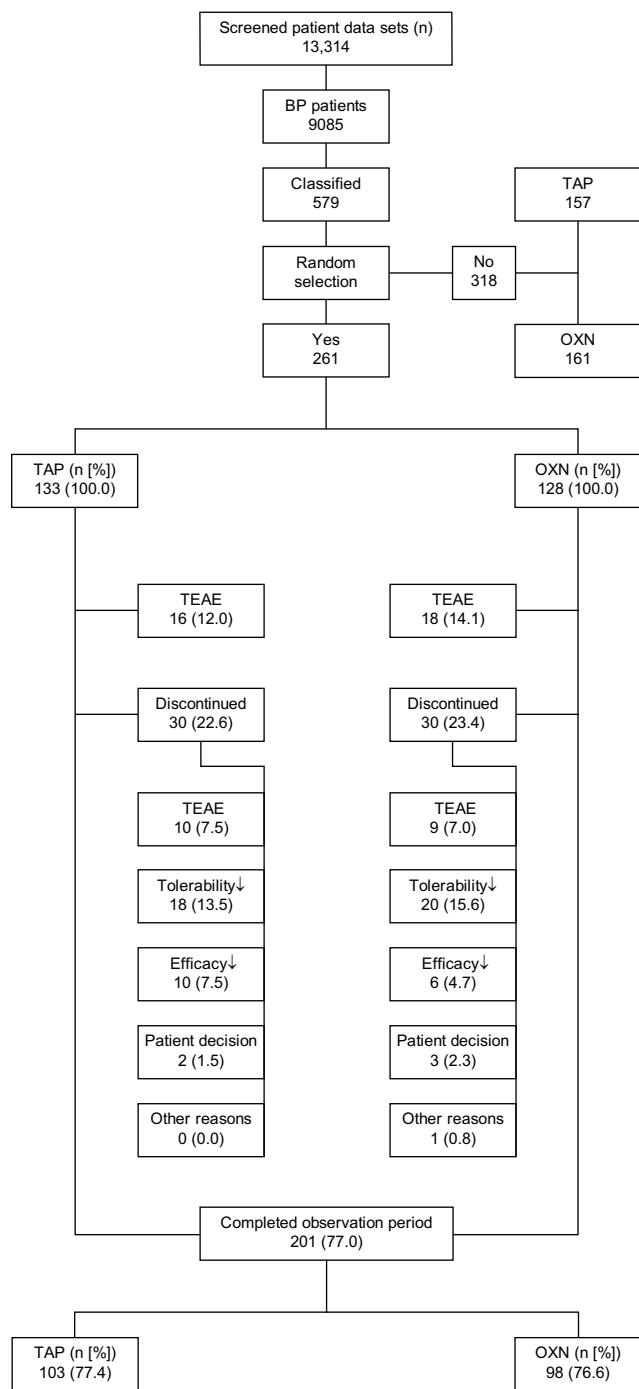 Screened patient data sets (n)
13,314
BP patients
9085
Classified
579
TAP
157
Random
selection
No
318
Yes
261
OXN
161
TAP (n [%])
133 (100.0)
OXN (n [%])
128 (100.0)
TEAE
16 (12.0)
TEAE
18 (14.1)
Discontinued
30 (22.6)
Discontinued
30 (23.4)
TEAE
10 (7.5)
TEAE
9 (7.0)
Tolerability↓
18 (13.5)
Tolerability↓
20 (15.6)
Efficacy↓
10 (7.5)
Efficacy↓
6 (4.7)
Patient decision
2 (1.5)
Patient decision
3 (2.3)
Other reasons
0 (0.0)
Other reasons
1 (0.8)
Completed observation period
201 (77.0)
TAP (n [%])
103 (77.4)
OXN (n [%])
98 (76.6)